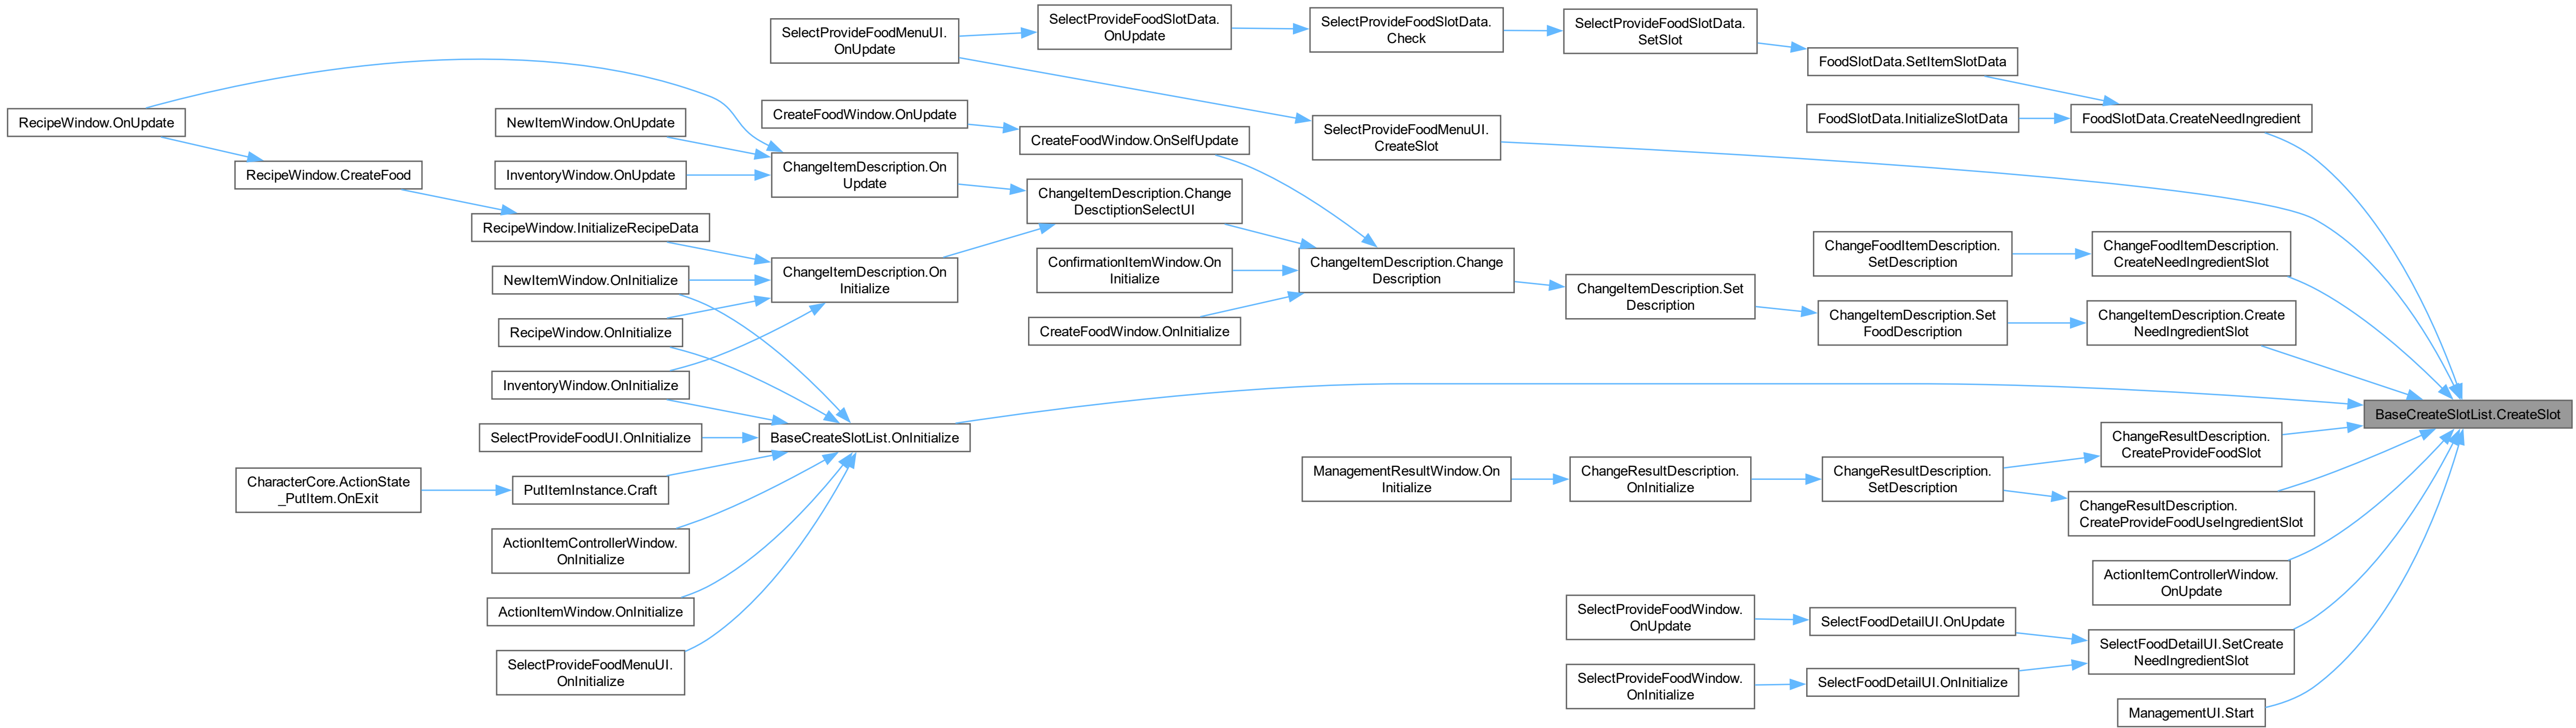 SelectProvideFoodMenuUI.
OnUpdate
SelectProvideFoodSlotData.
OnUpdate
SelectProvideFoodSlotData.
Check
SelectProvideFoodSlotData.
SetSlot
FoodSlotData.SetItemSlotData
RecipeWindow.OnUpdate
NewItemWindow.OnUpdate
CreateFoodWindow.OnUpdate
CreateFoodWindow.OnSelfUpdate
SelectProvideFoodMenuUI.
CreateSlot
FoodSlotData.InitializeSlotData
FoodSlotData.CreateNeedIngredient
RecipeWindow.CreateFood
InventoryWindow.OnUpdate
ChangeItemDescription.On
Update
ChangeItemDescription.Change
DesctiptionSelectUI
RecipeWindow.InitializeRecipeData
ConfirmationItemWindow.On
Initialize
ChangeItemDescription.Change
Description
ChangeFoodItemDescription.
SetDescription
ChangeFoodItemDescription.
CreateNeedIngredientSlot
NewItemWindow.OnInitialize
ChangeItemDescription.On
Initialize
ChangeItemDescription.Set
Description
ChangeItemDescription.Set
FoodDescription
ChangeItemDescription.Create
NeedIngredientSlot
RecipeWindow.OnInitialize
CreateFoodWindow.OnInitialize
InventoryWindow.OnInitialize
BaseCreateSlotList.CreateSlot
SelectProvideFoodUI.OnInitialize
BaseCreateSlotList.OnInitialize
ChangeResultDescription.
CreateProvideFoodSlot
CharacterCore.ActionState
_PutItem.OnExit
PutItemInstance.Craft
ManagementResultWindow.On
Initialize
ChangeResultDescription.
OnInitialize
ChangeResultDescription.
SetDescription
ChangeResultDescription.
CreateProvideFoodUseIngredientSlot
ActionItemControllerWindow.
OnInitialize
ActionItemControllerWindow.
OnUpdate
ActionItemWindow.OnInitialize
SelectProvideFoodWindow.
OnUpdate
SelectFoodDetailUI.OnUpdate
SelectFoodDetailUI.SetCreate
NeedIngredientSlot
SelectProvideFoodMenuUI.
OnInitialize
SelectProvideFoodWindow.
OnInitialize
SelectFoodDetailUI.OnInitialize
ManagementUI.Start